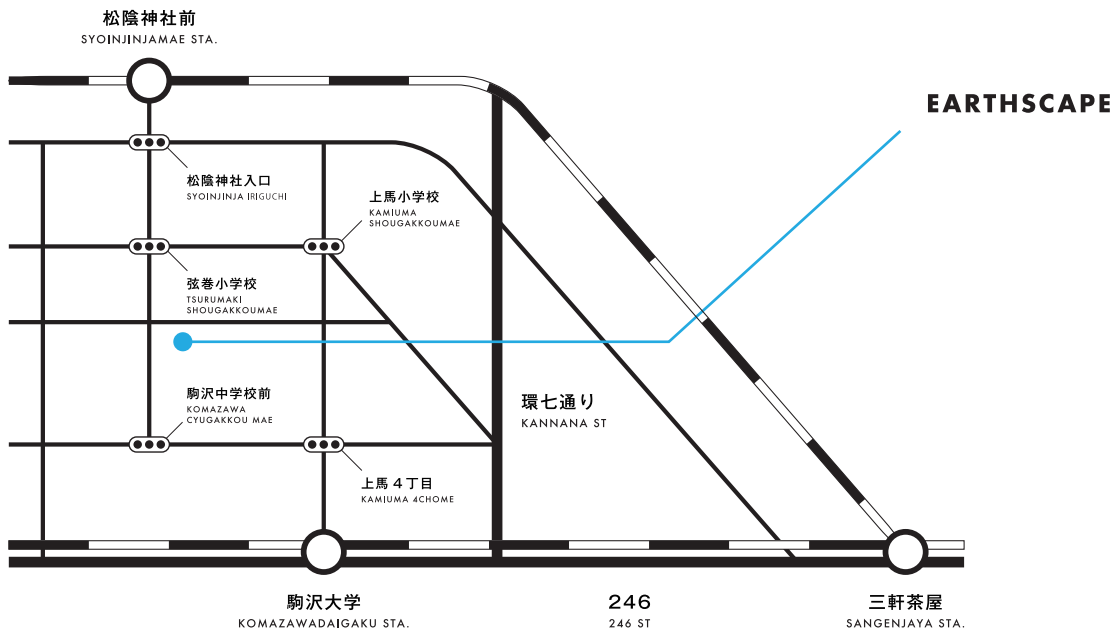 松陰神社前
SYOINJINJAMAE STA.
EARTHSCAPE
松陰神社入口
SYOINJINJA IRIGUCHI
上馬小学校
KAMIUMA
SHOUGAKKOUMAE
弦巻小学校
TSURUMAKI
SHOUGAKKOUMAE
駒沢中学校前
KOMAZAWA
CYUGAKKOU MAE
環七通り
KANNANA ST
上馬4丁目
KAMIUMA 4CHOME
駒沢大学
KOMAZAWADAIGAKU STA.
246
246 ST
三軒茶屋
SANGENJAYA STA.